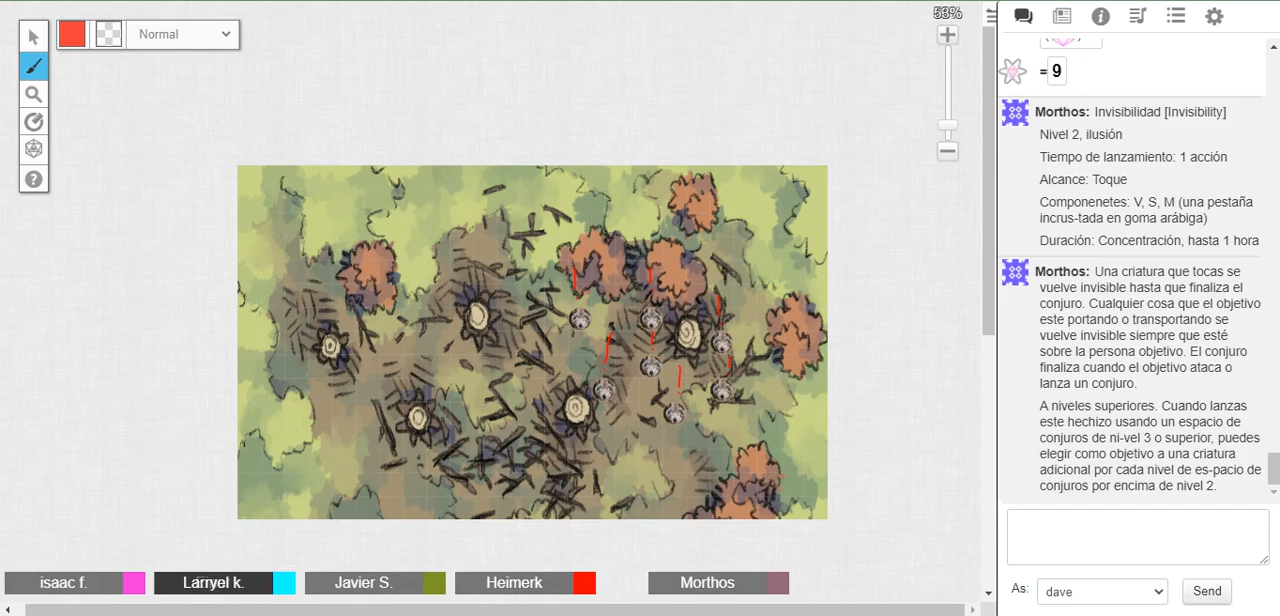 58%
Normal
= 9
Morthos: Invisibilidad [Invisibility]
Nivel 2, ilusión
Tiempo de lanzamiento: 1 acción
Alcance: Toque
Componenetes: V, S, M (una pestaña
incrus-tada en goma arábiga)
Duración: Concentración, hasta 1 hora
Morthos: Una criatura que tocas se
vuelve invisible hasta que finaliza el
conjuro. Cualquier cosa que el objetivo
este portando o transportando se
vuelve invisible siempre que esté
sobre la persona objetivo. El conjuro
finaliza cuando el objetivo ataca o
lanza un conjuro.
A niveles superiores. Cuando lanzas
este hechizo usando un espacio de
conjuros de ni-vel 3 o superior, puedes
elegir como objetivo a una criatura
adicional por cada nivel de es-pacio de
conjuros por encima de nivel 2.
As: dave Send
isaac f. Larryel k. Javier S. Heimerk Morthos